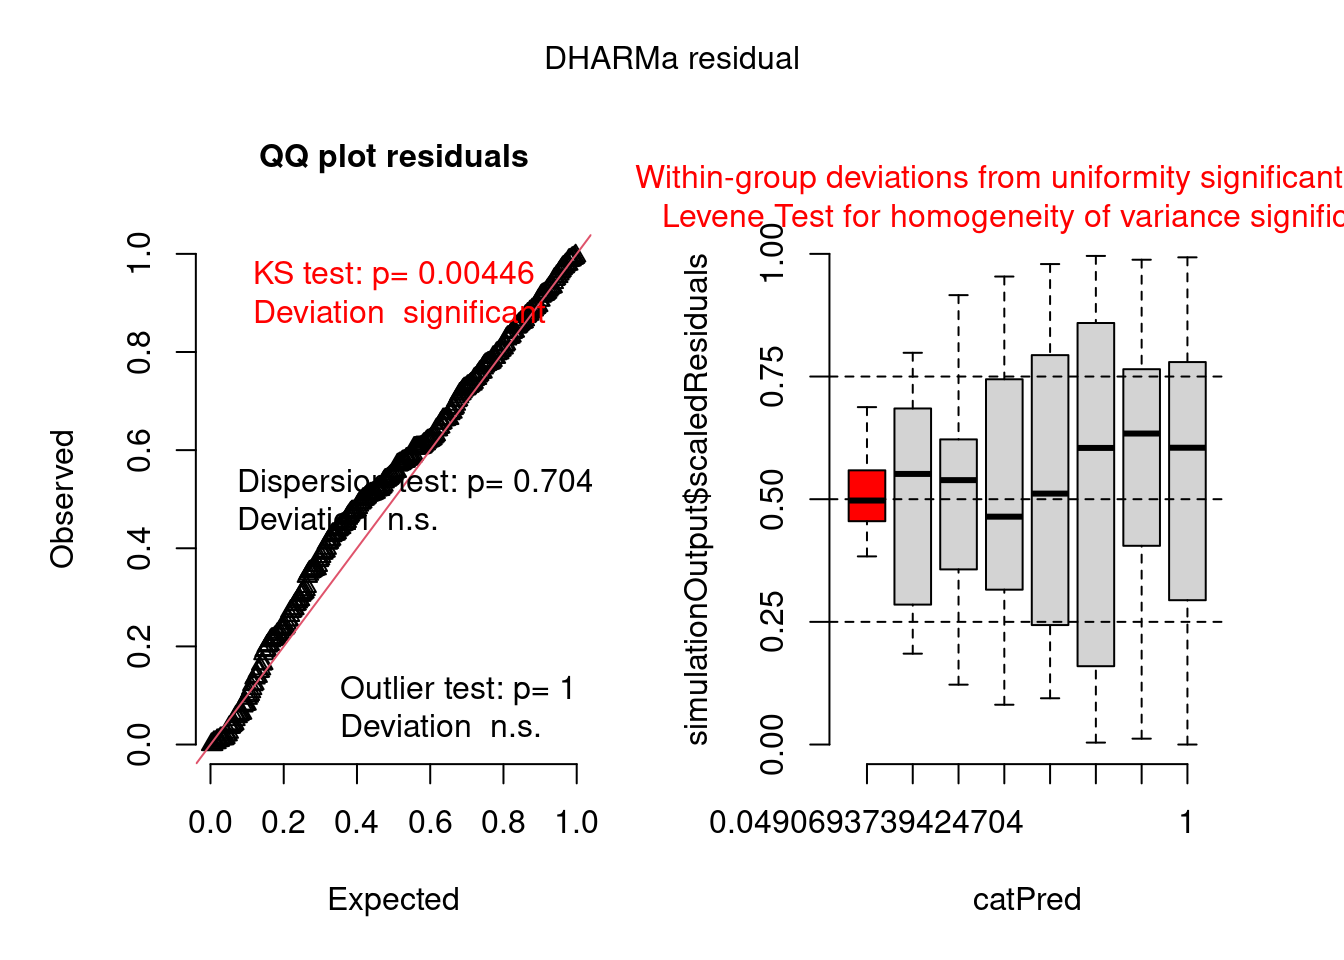 DHARMa residual
QQ plot residuals
KS test: p= 0.00446
Deviation  significant
Dispersion test: p= 0.704
Deviation  n.s.
Outlier test: p= 1
Deviation  n.s.
Observed
0.0 0.2 0.4 0.6 0.8 1.0
0.0 0.2 0.4 0.6 0.8 1.0
Expected
Within-group deviations from uniformity significant
Levene Test for homogeneity of variance signific
simulationOutput$scaledResiduals
0.00 0.25 0.50 0.75 1.00
0.0490693739424704 1
catPred